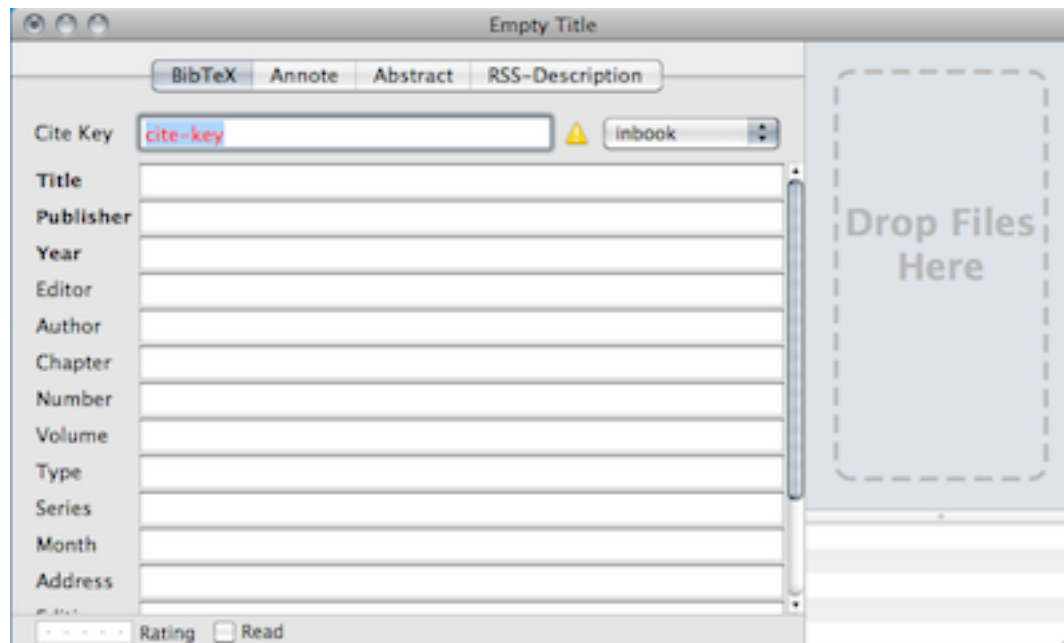 Empty Title
BibTeX Annote Abstract RSS-Description
Cite Key cite-key inbook
Title
Publisher
Year
Editor
Author
Chapter
Number
Volume
Type
Series
Month
Address
Rating Read
Drop Files
Here